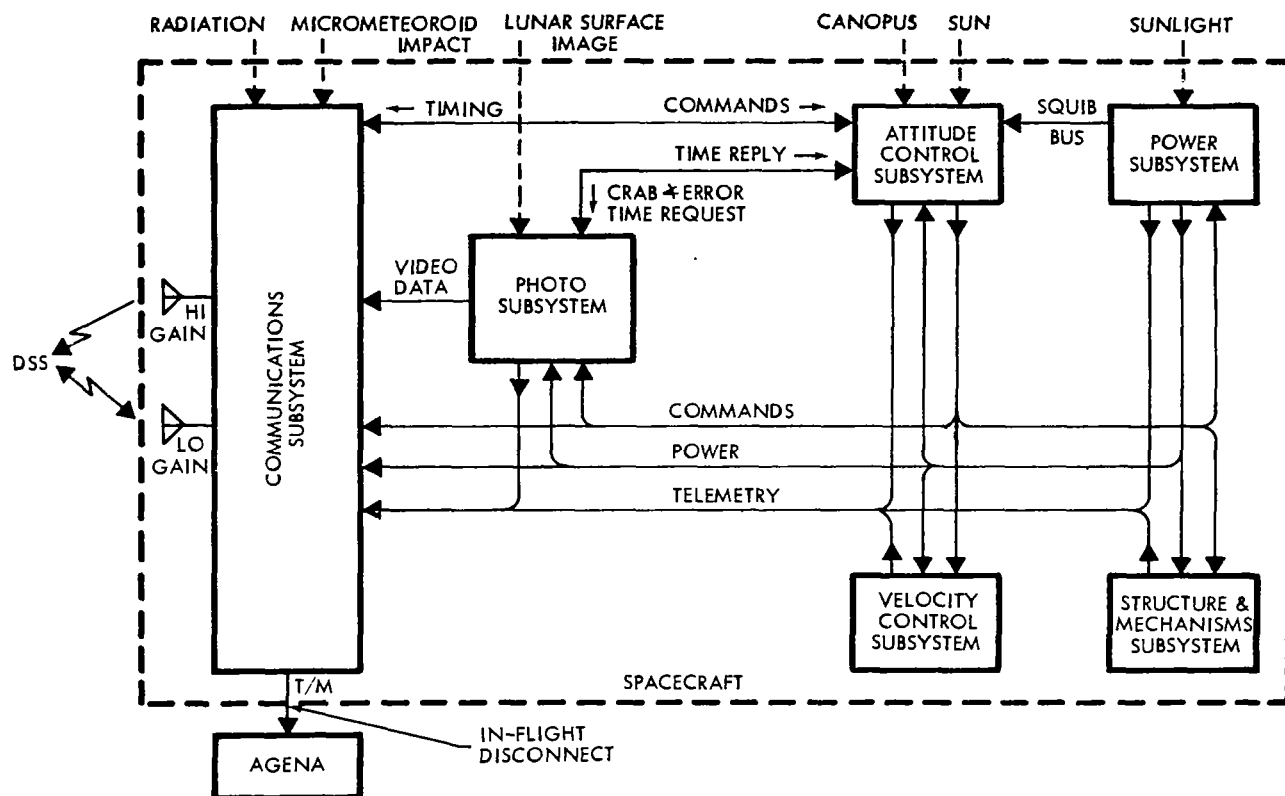 RADIATION
MICROMETEOROID
IMPACT
LUNAR SURFACE
IMAGE
CANOPUS
SUN
SUNLIGHT
← TIMING
COMMANDS →
SQUIB
BUS
ATTITUDE
CONTROL
SUBSYSTEM
POWER
SUBSYSTEM
TIME REPLY →
↓ CRAB ∡ ERROR
TIME REQUEST
VIDEO
DATA
PHOTO
SUBSYSTEM
COMMUNICATIONS
SUBSYSTEM
HI
GAIN
DSS
LO
GAIN
COMMANDS
POWER
TELEMETRY
VELOCITY
CONTROL
SUBSYSTEM
STRUCTURE &
MECHANISMS
SUBSYSTEM
T/M
SPACECRAFT
IN-FLIGHT
DISCONNECT
AGENA